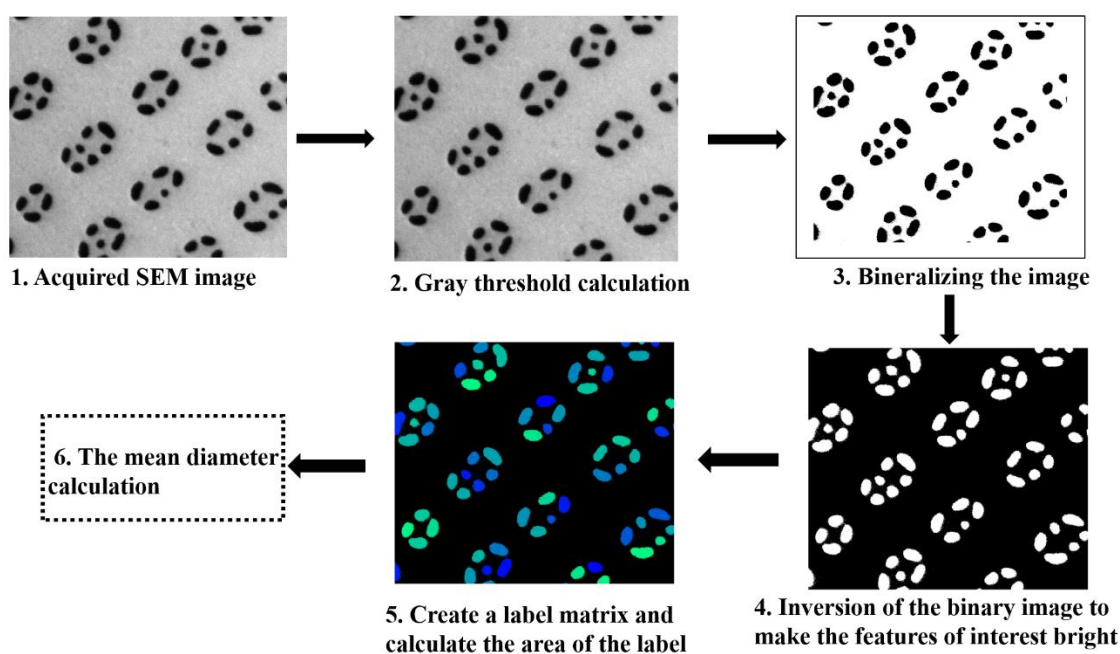 1. Acquired SEM image
2. Gray threshold calculation
3. Bineralizing the image
4. Inversion of the binary image to
make the features of interest bright
5. Create a label matrix and
calculate the area of the label
6. The mean diameter
calculation